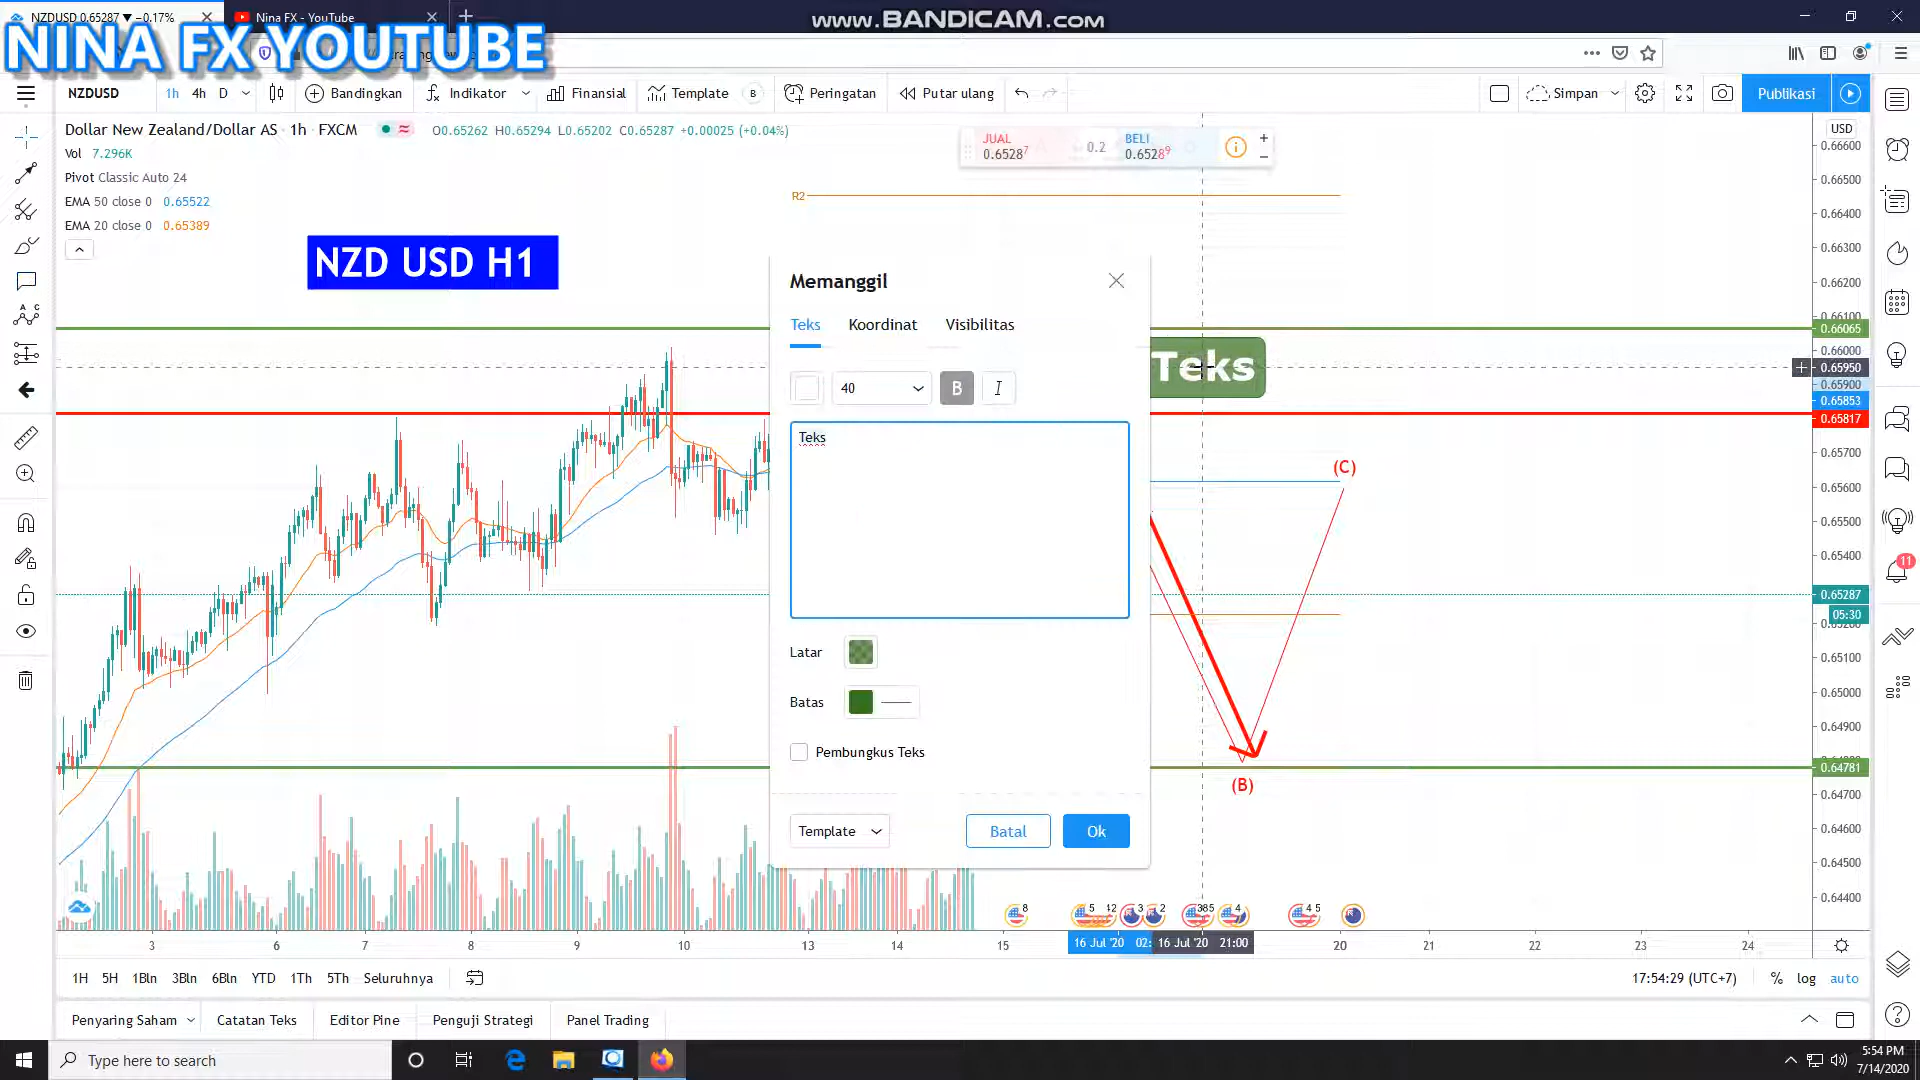 NZDUSD 0.65287 ▼ −0.17%
Nina FX - YouTube
www.BANDICAM.com
NINA FX YOUTUBE
NZDUSD
1h
4h
D
Bandingkan
Indikator
Finansial
Template
B
Peringatan
Putar ulang
Simpan
Publikasi
Dollar New Zealand/Dollar AS · 1h · FXCM
O0.65262 H0.65294 L0.65202 C0.65287 +0.00025 (+0.04%)
Vol 7.296K
Pivot Classic Auto 24
EMA 50 close 0 0.65522
EMA 20 close 0 0.65389
JUAL
0.65287
0.2
BELI
0.65289
R2
NZD USD H1
Memanggil
Teks
Koordinat
Visibilitas
40
B
I
Teks
Latar
Batas
Pembungkus Teks
Template
Batal
Ok
Teks
(C)
(B)
USD
0.66600
0.66500
0.66400
0.66300
0.66200
0.66100
0.66065
0.66000
0.65950
0.65900
0.65853
0.65817
0.65700
0.65600
0.65500
0.65400
0.65287
05:30
0.65200
0.65100
0.65000
0.64900
0.64781
0.64700
0.64600
0.64500
0.64400
11
8
5
12
3
2
385
4
4 5
3
6
7
8
9
10
13
14
15
16 Jul '20 02:
16 Jul '20 21:00
20
21
22
23
24
1H
5H
1Bln
3Bln
6Bln
YTD
1Th
5Th
Seluruhnya
17:54:29 (UTC+7)
%
log
auto
Penyaring Saham
Catatan Teks
Editor Pine
Penguji Strategi
Panel Trading
Type here to search
5:54 PM
7/14/2020